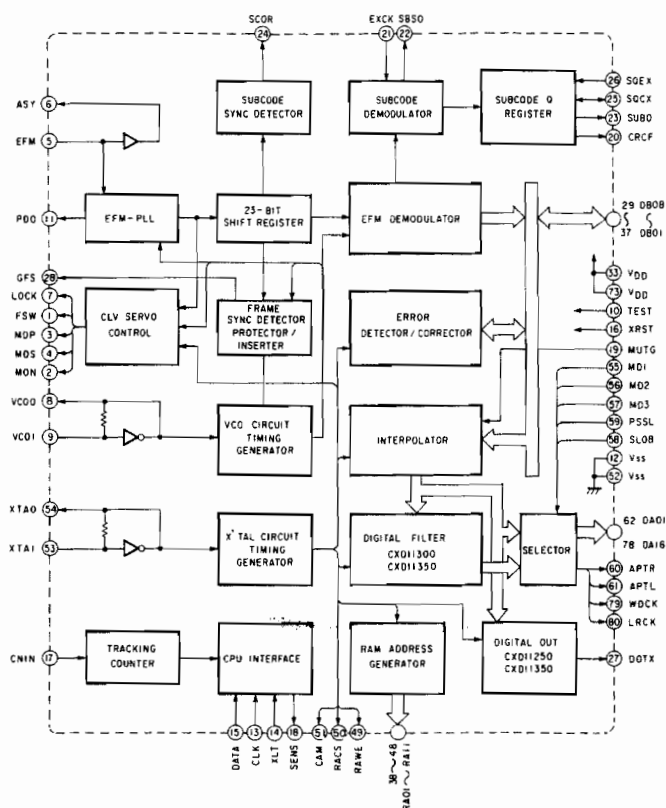 SCOR
24
EXCK SBSO
21 22
ASY 6
EFM 5
SUBCODE
SYNC DETECTOR
SUBCODE
DEMODULATOR
SUBCODE Q
REGISTER
26 SQEX
25 SQCX
23 SUBQ
20 CRCF
PDO 11
EFM-PLL
23-BIT
SHIFT REGISTER
EFM DEMODULATOR
29 DB08
37 DB01
GFS 28
LOCK 7
FSW 1
MDP 3
MDS 4
MON 2
CLV SERVO
CONTROL
FRAME
SYNC DETECTOR
PROTECTOR/
INSERTER
ERROR
DETECTOR/CORRECTOR
33 VDD
73 VDD
10 TEST
16 XRST
19 MUTG
55 MD1
56 MD2
57 MD3
59 PSSL
58 SLOB
12 Vss
52 Vss
VCOO 8
VCOI 9
VCO CIRCUIT
TIMING
GENERATOR
INTERPOLATOR
XTAO 54
XTAI 53
X'TAL CIRCUIT
TIMING
GENERATOR
DIGITAL FILTER
CXD1130Q
CXD1135Q
SELECTOR
62 DA01
78 DA16
60 APTR
61 APTL
79 WDCK
80 LRCK
CNIN 17
TRACKING
COUNTER
CPU INTERFACE
RAM ADDRESS
GENERATOR
DIGITAL OUT
CXD1125Q
CXD1135Q
27 DOTX
15 13 14 18 51 50 49
DATA
CLK
XLT
SENS
CAM
RACS
RAWE
38~48
RA01~RA11